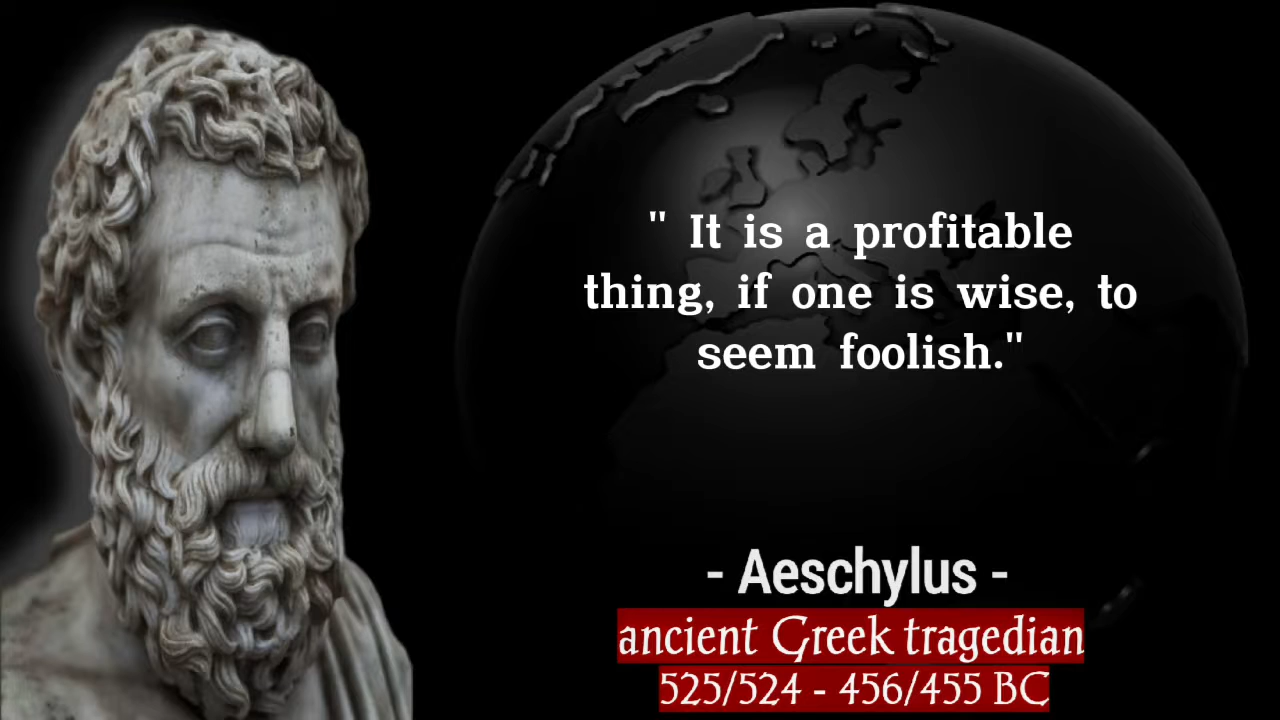 " It is a profitable
thing, if one is wise, to
seem foolish."
- Aeschylus -
ancient Greek tragedian
525/524 - 456/455 BC